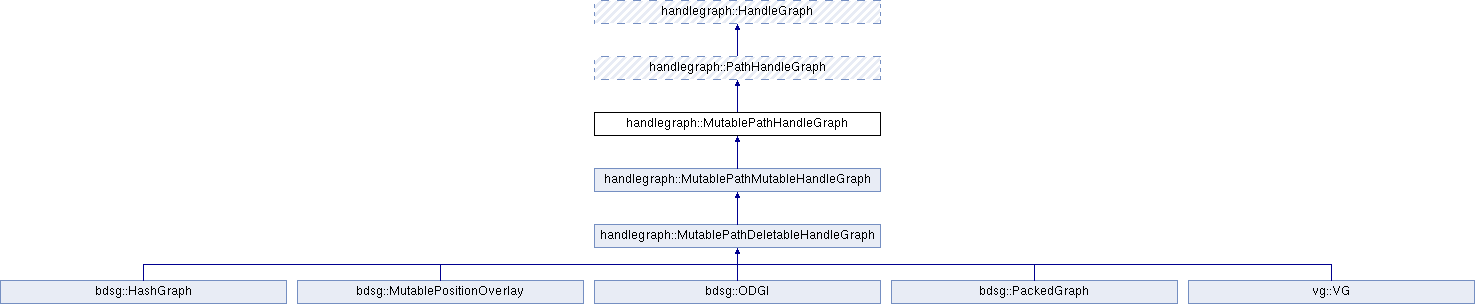 handlegraph::HandleGraph
handlegraph::PathHandleGraph
handlegraph::MutablePathHandleGraph
handlegraph::MutablePathMutableHandleGraph
handlegraph::MutablePathDeletableHandleGraph
bdsg::HashGraph
bdsg::MutablePositionOverlay
bdsg::ODGI
bdsg::PackedGraph
vg::VG